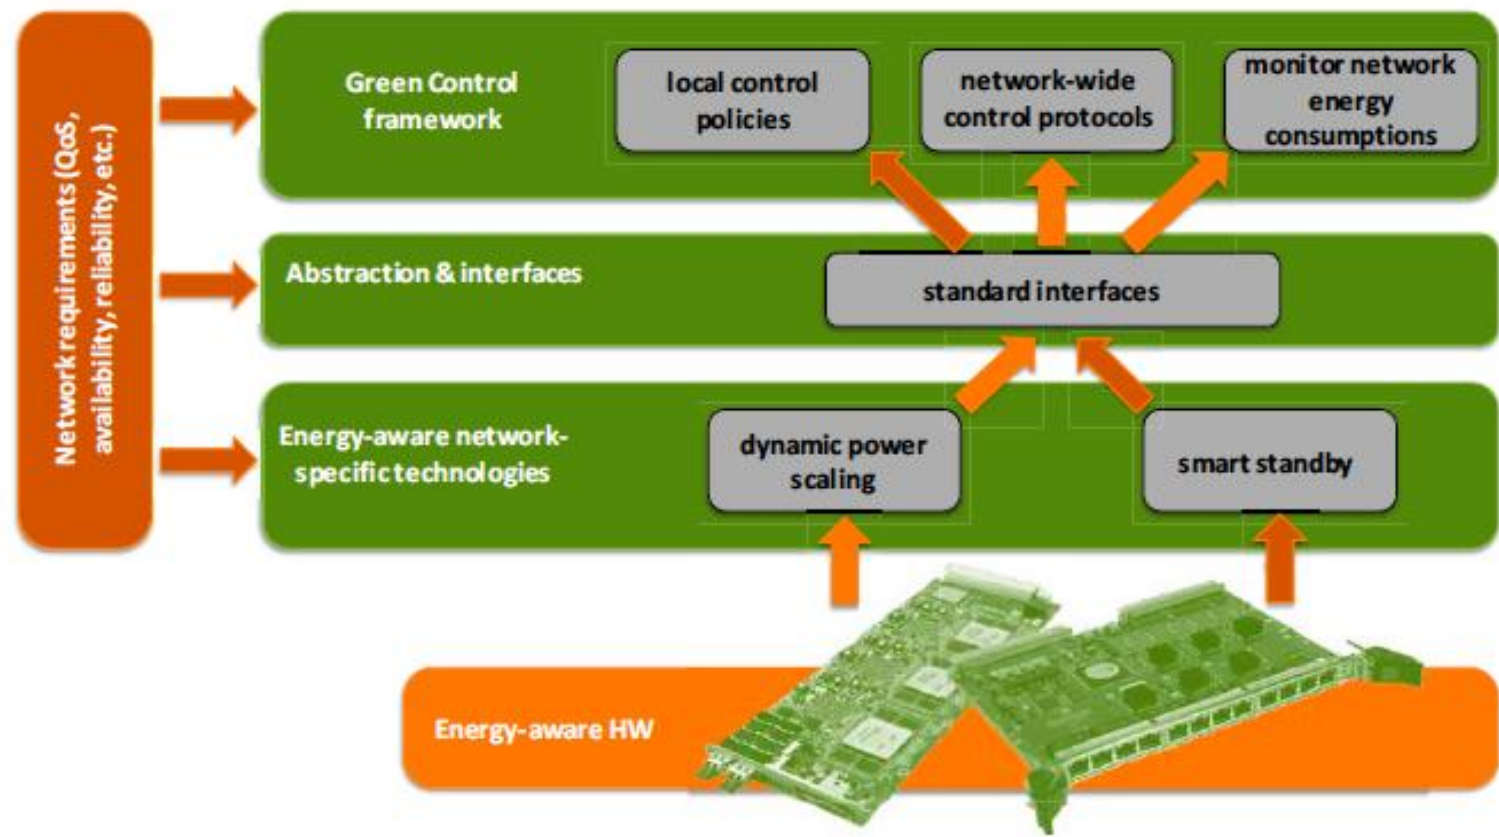 Network requirements (QoS,
availability, reliability, etc.)
Green Control
framework
local control
policies
network-wide
control protocols
monitor network
energy
consumptions
Abstraction & interfaces
standard interfaces
Energy-aware network-
specific technologies
dynamic power
scaling
smart standby
Energy-aware HW